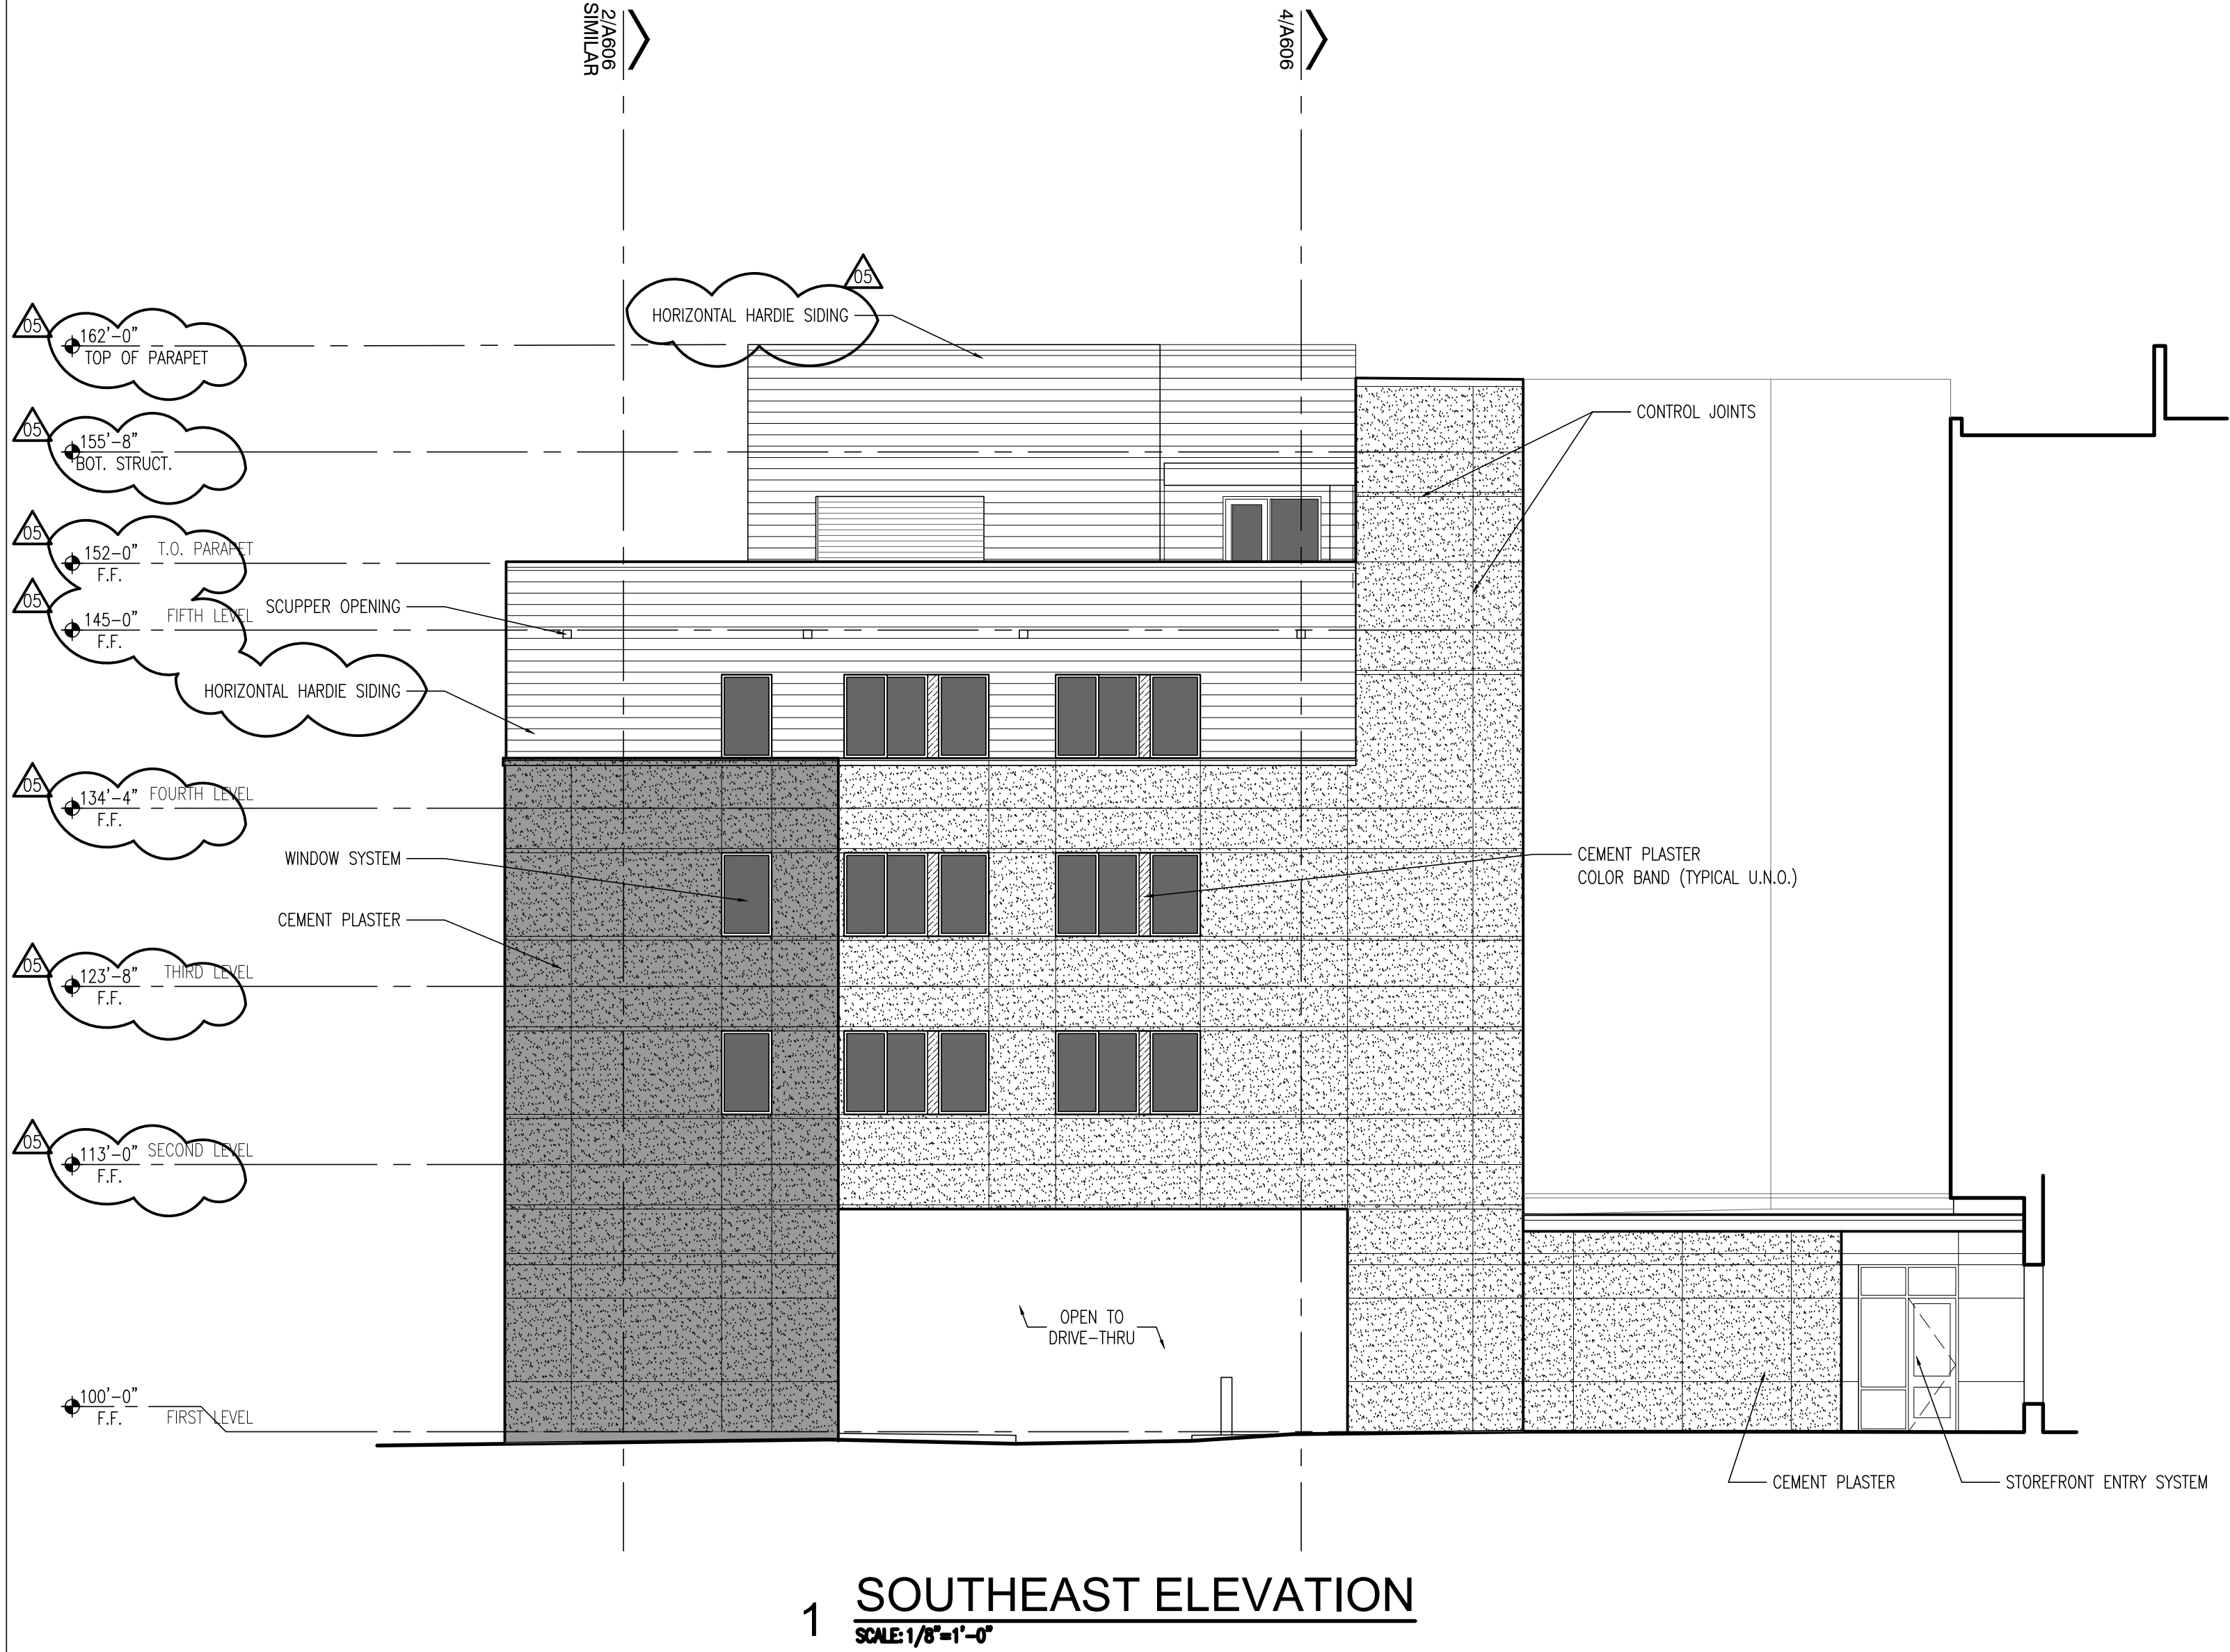 2/A606
SIMILAR
4/A606
05
HORIZONTAL HARDIE SIDING
05
162'-0"
TOP OF PARAPET
05
155'-8"
BOT. STRUCT.
CONTROL JOINTS
05
152-0" T.O. PARAPET
F.F.
05
145-0" FIFTH LEVEL
F.F.
SCUPPER OPENING
HORIZONTAL HARDIE SIDING
05
134'-4" FOURTH LEVEL
F.F.
WINDOW SYSTEM
CEMENT PLASTER
COLOR BAND (TYPICAL U.N.O.)
CEMENT PLASTER
05
123'-8" THIRD LEVEL
F.F.
05
113'-0" SECOND LEVEL
F.F.
OPEN TO
DRIVE-THRU
100'-0"
F.F. FIRST LEVEL
CEMENT PLASTER
STOREFRONT ENTRY SYSTEM
1 SOUTHEAST ELEVATION
SCALE: 1/8"=1'-0"